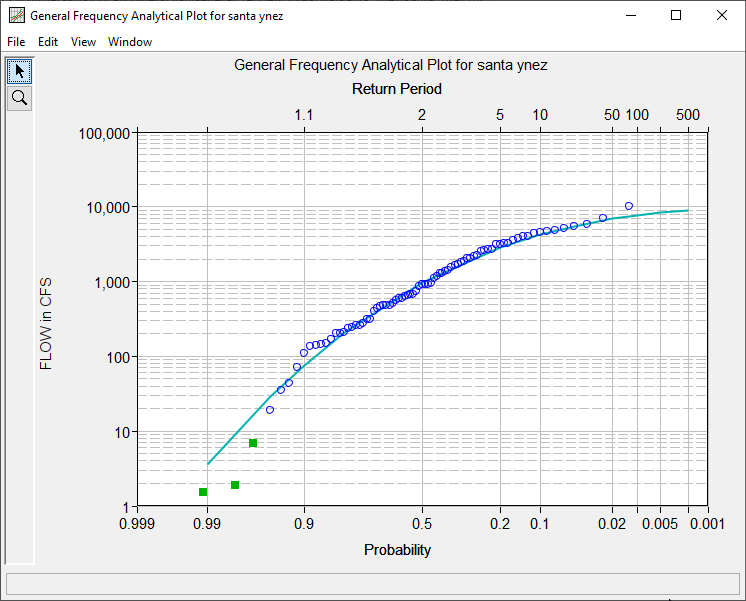 General Frequency Analytical Plot for santa ynez
File Edit View Window
General Frequency Analytical Plot for santa ynez
Return Period
1.1 2 5 10 50 100 500
100,000
10,000
1,000
100
10
1
FLOW in CFS
0.999 0.99 0.9 0.5 0.2 0.1 0.02 0.005 0.001
Probability